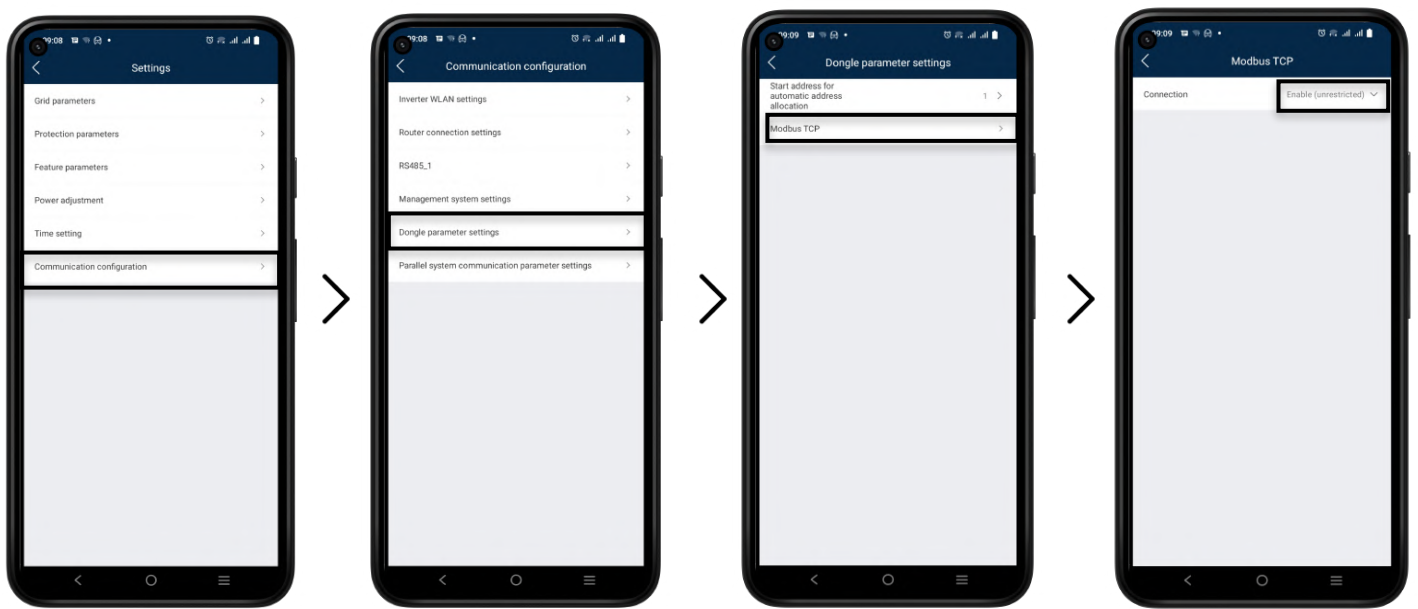 09:08
Settings
Grid parameters
Protection parameters
Feature parameters
Power adjustment
Time setting
Communication configuration
09:08
Communication configuration
Inverter WLAN settings
Router connection settings
RS485_1
Management system settings
Dongle parameter settings
Parallel system communication parameter settings
09:09
Dongle parameter settings
Start address for
automatic address
allocation
1
Modbus TCP
09:09
Modbus TCP
Connection
Enable (unrestricted)